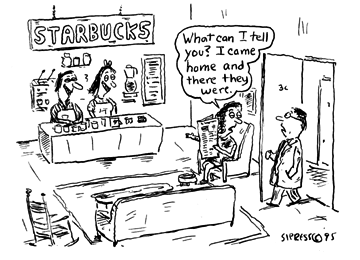 STARBUCKS
What can I tell
you? I came
home and
there they
were.
3c
SIPRESS©95